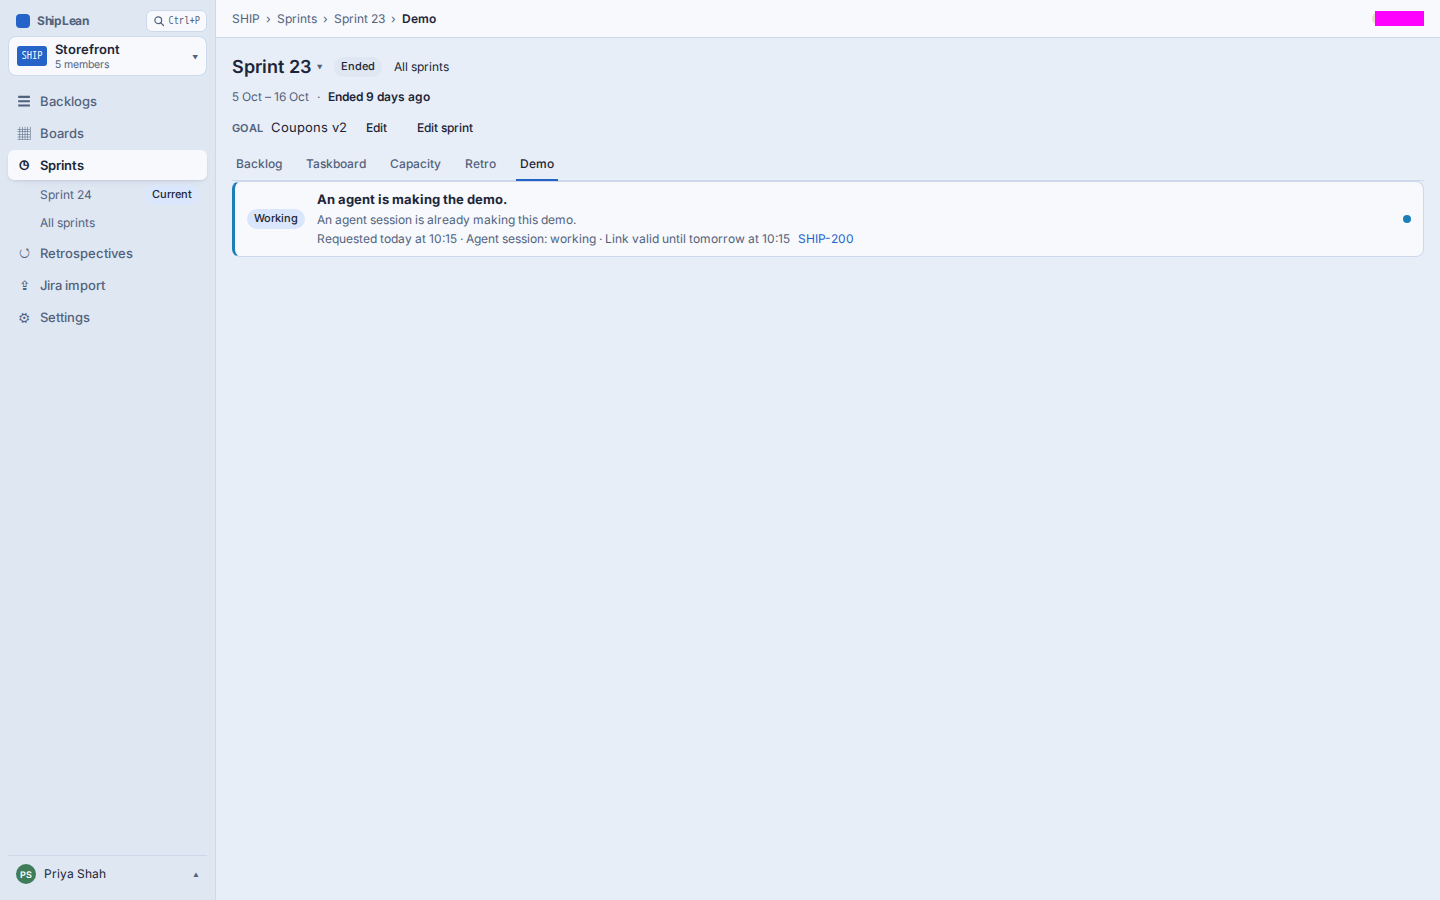 ShipLean
Ctrl+P
SHIP
Storefront
5 members
Backlogs
Boards
Sprints
Sprint 24
Current
All sprints
Retrospectives
Jira import
Settings
PS
Priya Shah
SHIP › Sprints › Sprint 23 › Demo
Sprint 23
Ended
All sprints
5 Oct – 16 Oct · Ended 9 days ago
GOAL Coupons v2 Edit Edit sprint
Backlog Taskboard Capacity Retro Demo
Working
An agent is making the demo.
An agent session is already making this demo.
Requested today at 10:15 · Agent session: working · Link valid until tomorrow at 10:15 SHIP-200